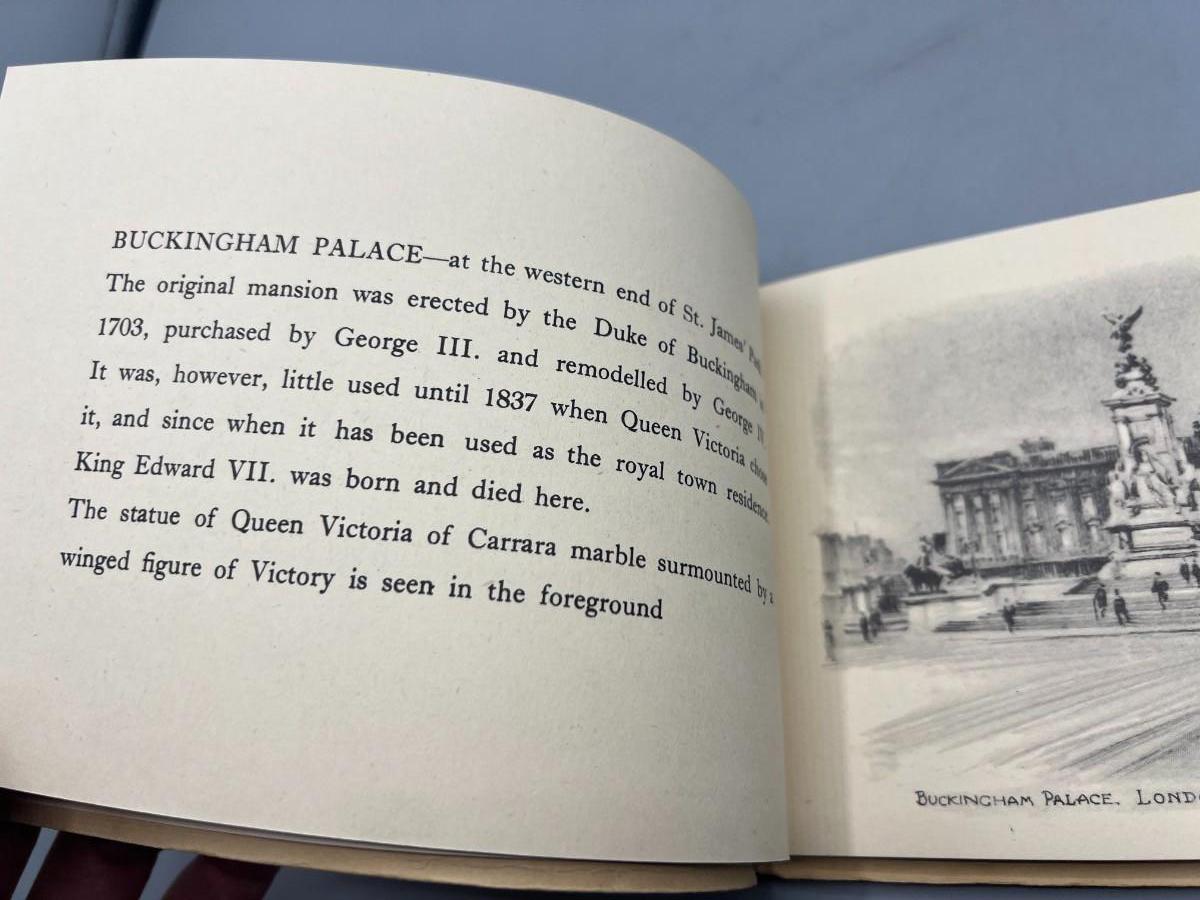 BUCKINGHAM PALACE—at the western end of St. James' Park
The original mansion was erected by the Duke of Buckingham
1703, purchased by George III. and remodelled by George
It was, however, little used until 1837 when Queen Victoria chose
it, and since when it has been used as the royal town residence
King Edward VII. was born and died here.
The statue of Queen Victoria of Carrara marble surmounted by a
winged figure of Victory is seen in the foreground
BUCKINGHAM PALACE. LONDO